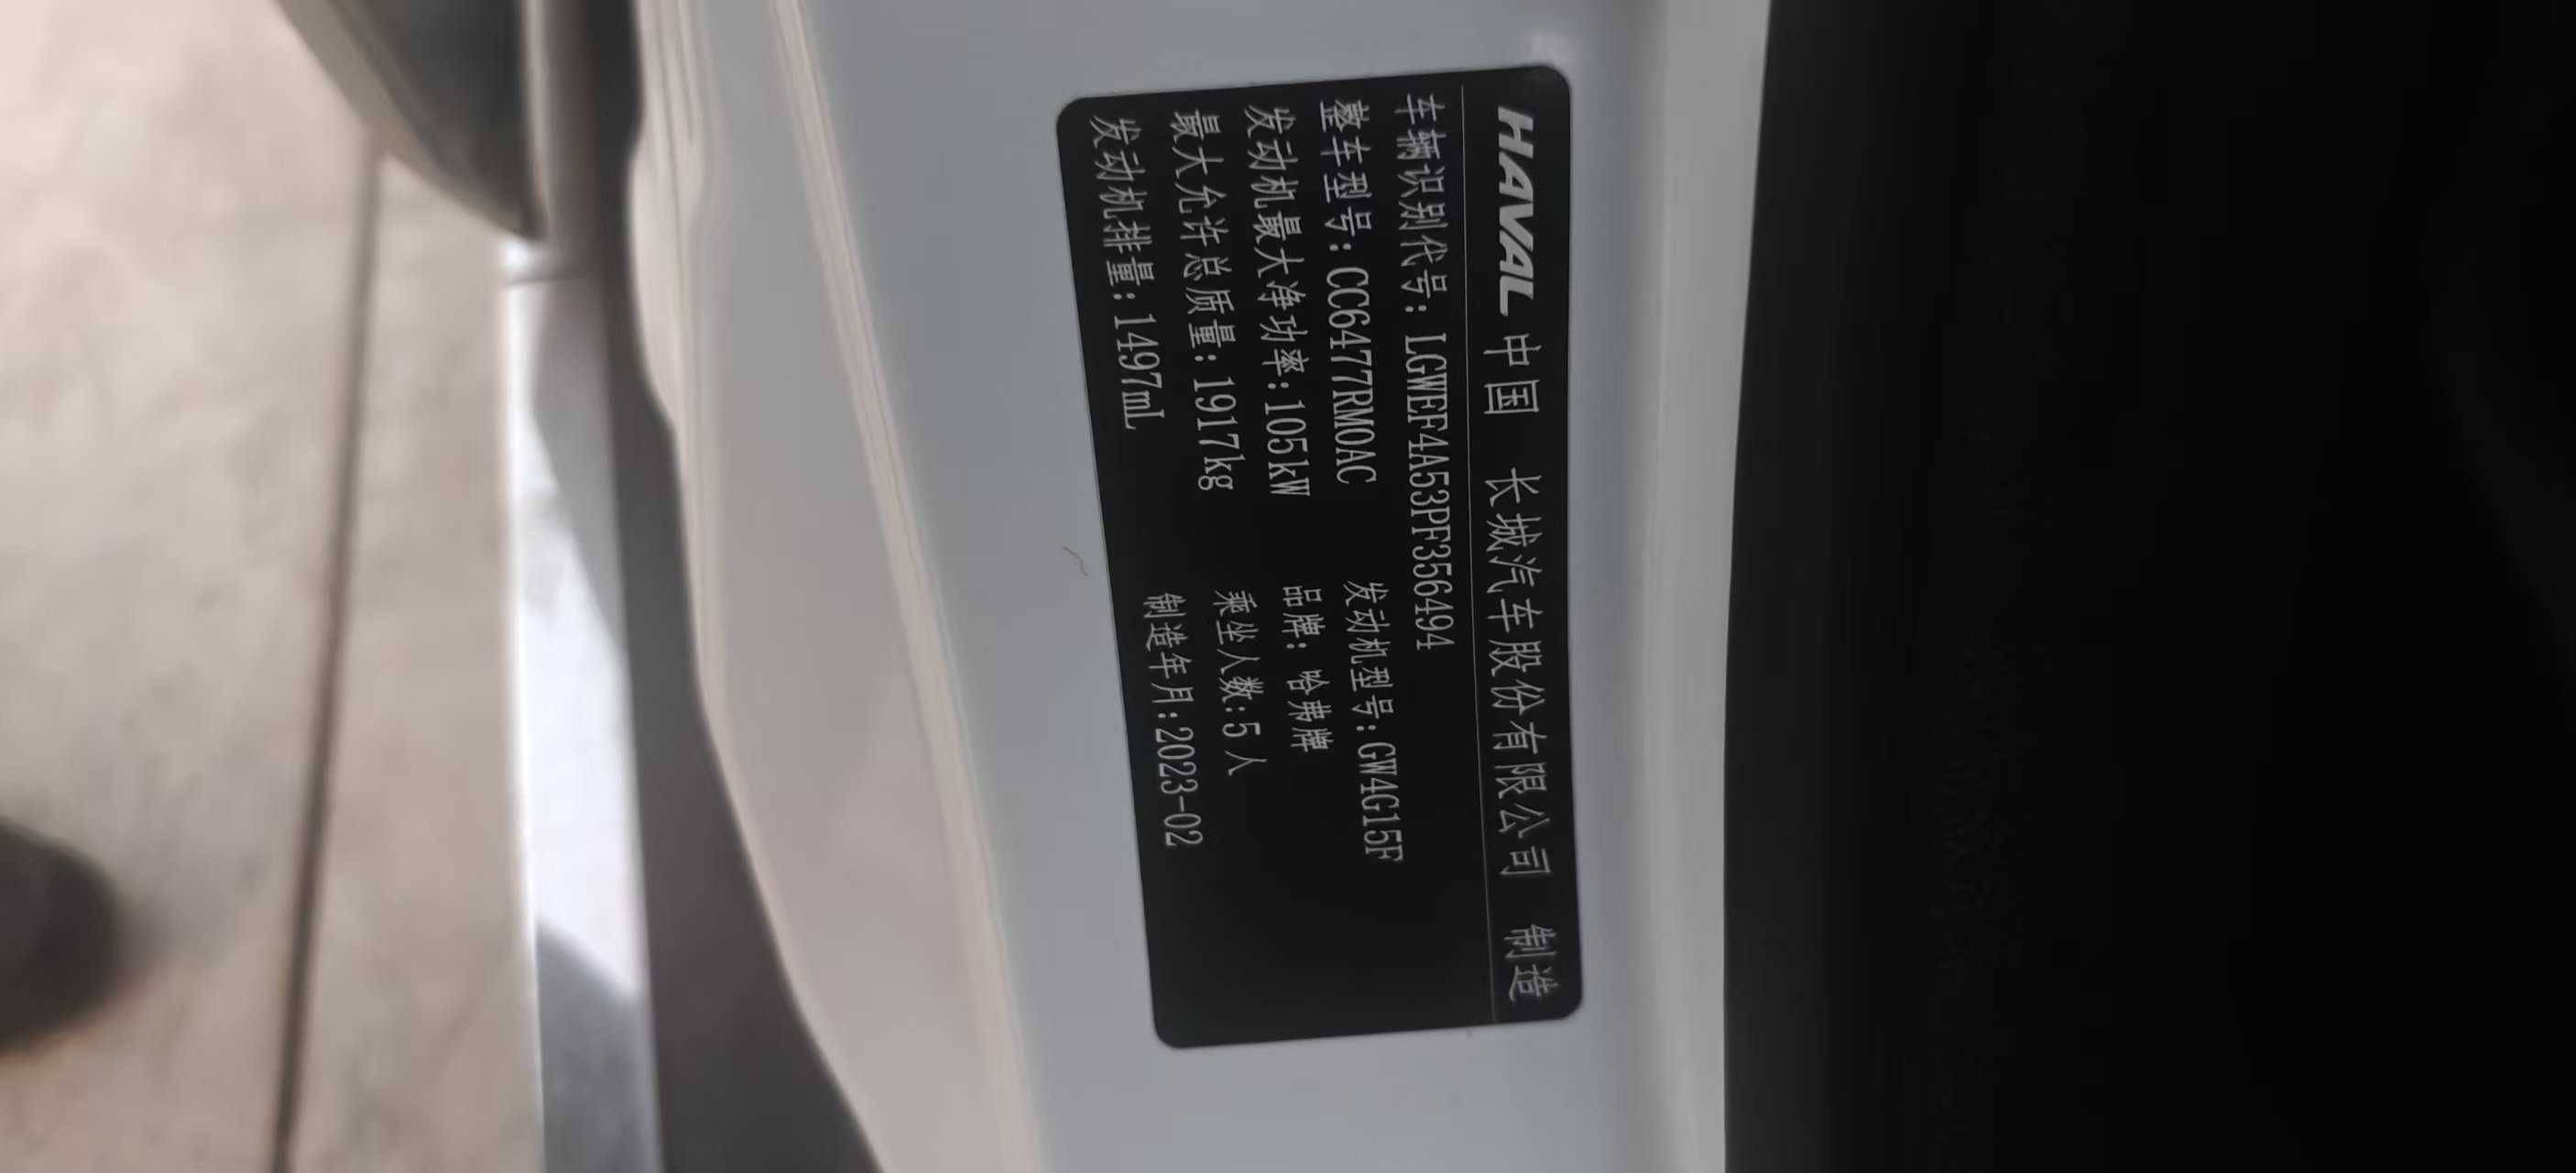 HAVAL 中国 长城汽车股份有限公司 制造
车辆识别代号：LGWEF4A53PF356494
整车型号：CC6477RM0AC 发动机型号：GW4G15F
发动机最大净功率：105kW 品牌：哈弗牌
最大允许总质量：1917kg 乘坐人数：5人
发动机排量：1497mL 制造年月：2023-02